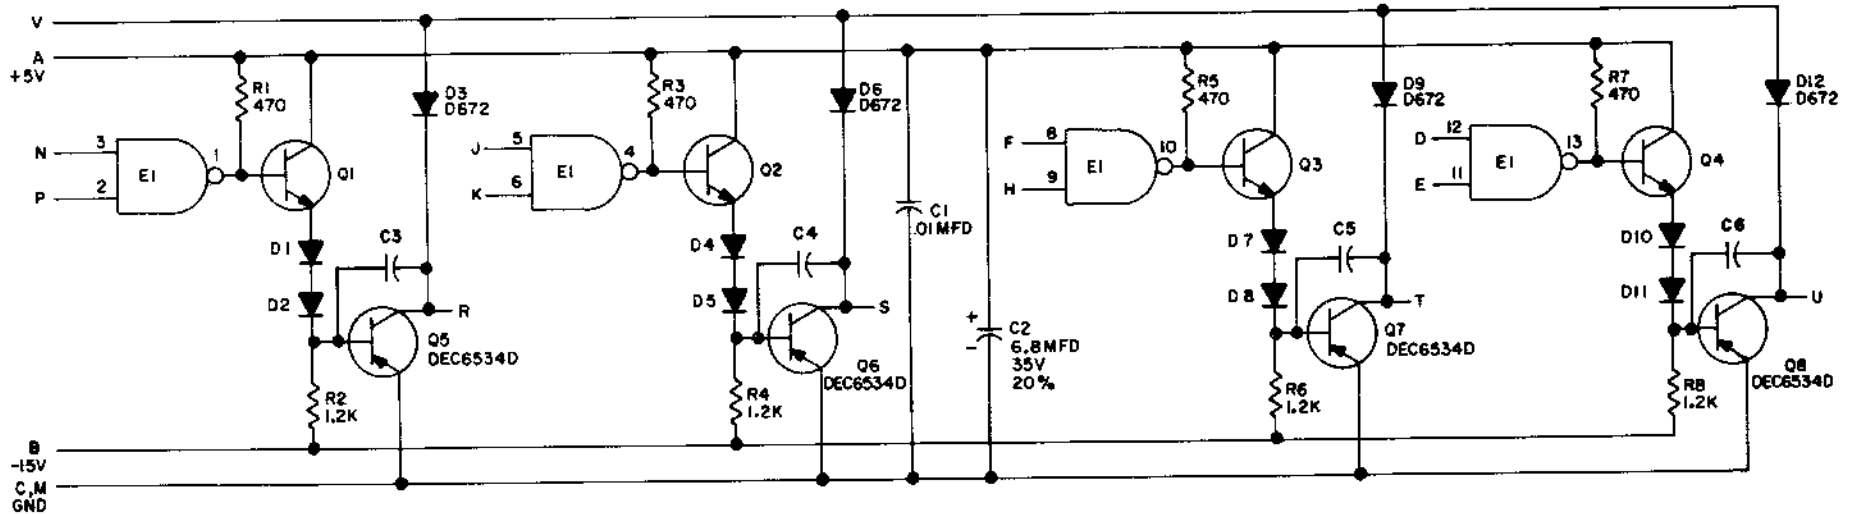 V
A
+5V
R1
470
D3
D672
R3
470
D6
D672
R5
470
D9
D672
R7
470
D12
D672
N
3
P
2
E1
1
Q1
J
5
K
6
E1
4
Q2
C1
.01MFD
F
8
H
9
E1
10
Q3
D
12
E
11
E1
13
Q4
D1
D2
C3
R
Q5
DEC6534D
R2
1.2K
D4
D5
C4
S
Q6
DEC6534D
R4
1.2K
+
-
C2
6.8MFD
35V
20%
D7
D8
C5
T
Q7
DEC6534D
R6
1.2K
D10
D11
C6
U
Q8
DEC6534D
R8
1.2K
B
-15V
C,M
GND